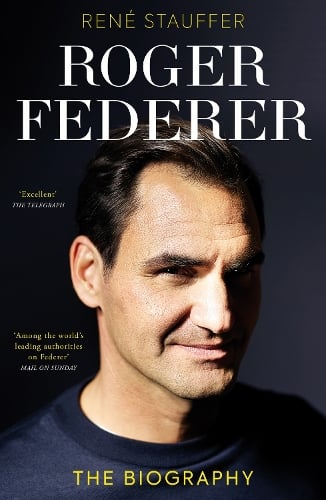 RENÉ STAUFFER
ROGER
FEDERER
‘Excellent’
THE TELEGRAPH
‘Among the world’s
leading authorities
on Federer’
MAIL ON SUNDAY
THE BIOGRAPHY